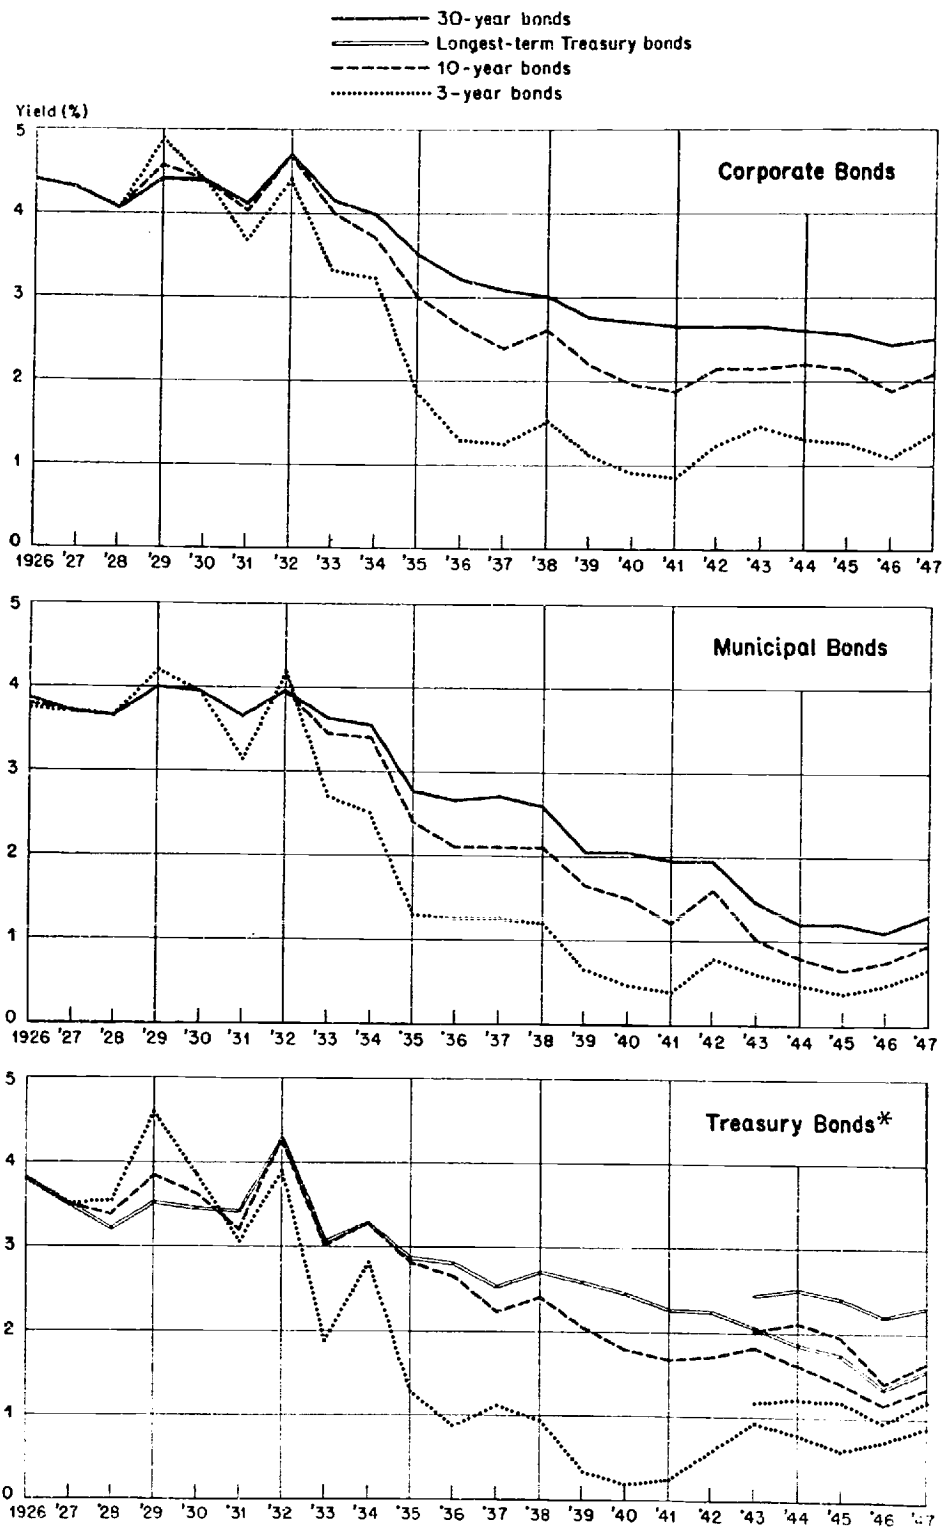 30-year bonds
Longest-term Treasury bonds
10-year bonds
3-year bonds
Yield (%)
5
4
3
2
1
0
Corporate Bonds
1926 '27 '28 '29 '30 '31 '32 '33 '34 '35 '36 '37 '38 '39 '40 '41 '42 '43 '44 '45 '46 '47
5
4
3
2
1
0
Municipal Bonds
1926 '27 '28 '29 '30 '31 '32 '33 '34 '35 '36 '37 '38 '39 '40 '41 '42 '43 '44 '45 '46 '47
5
4
3
2
1
0
Treasury Bonds*
1926 '27 '28 '29 '30 '31 '32 '33 '34 '35 '36 '37 '38 '39 '40 '41 '42 '43 '44 '45 '46 '47